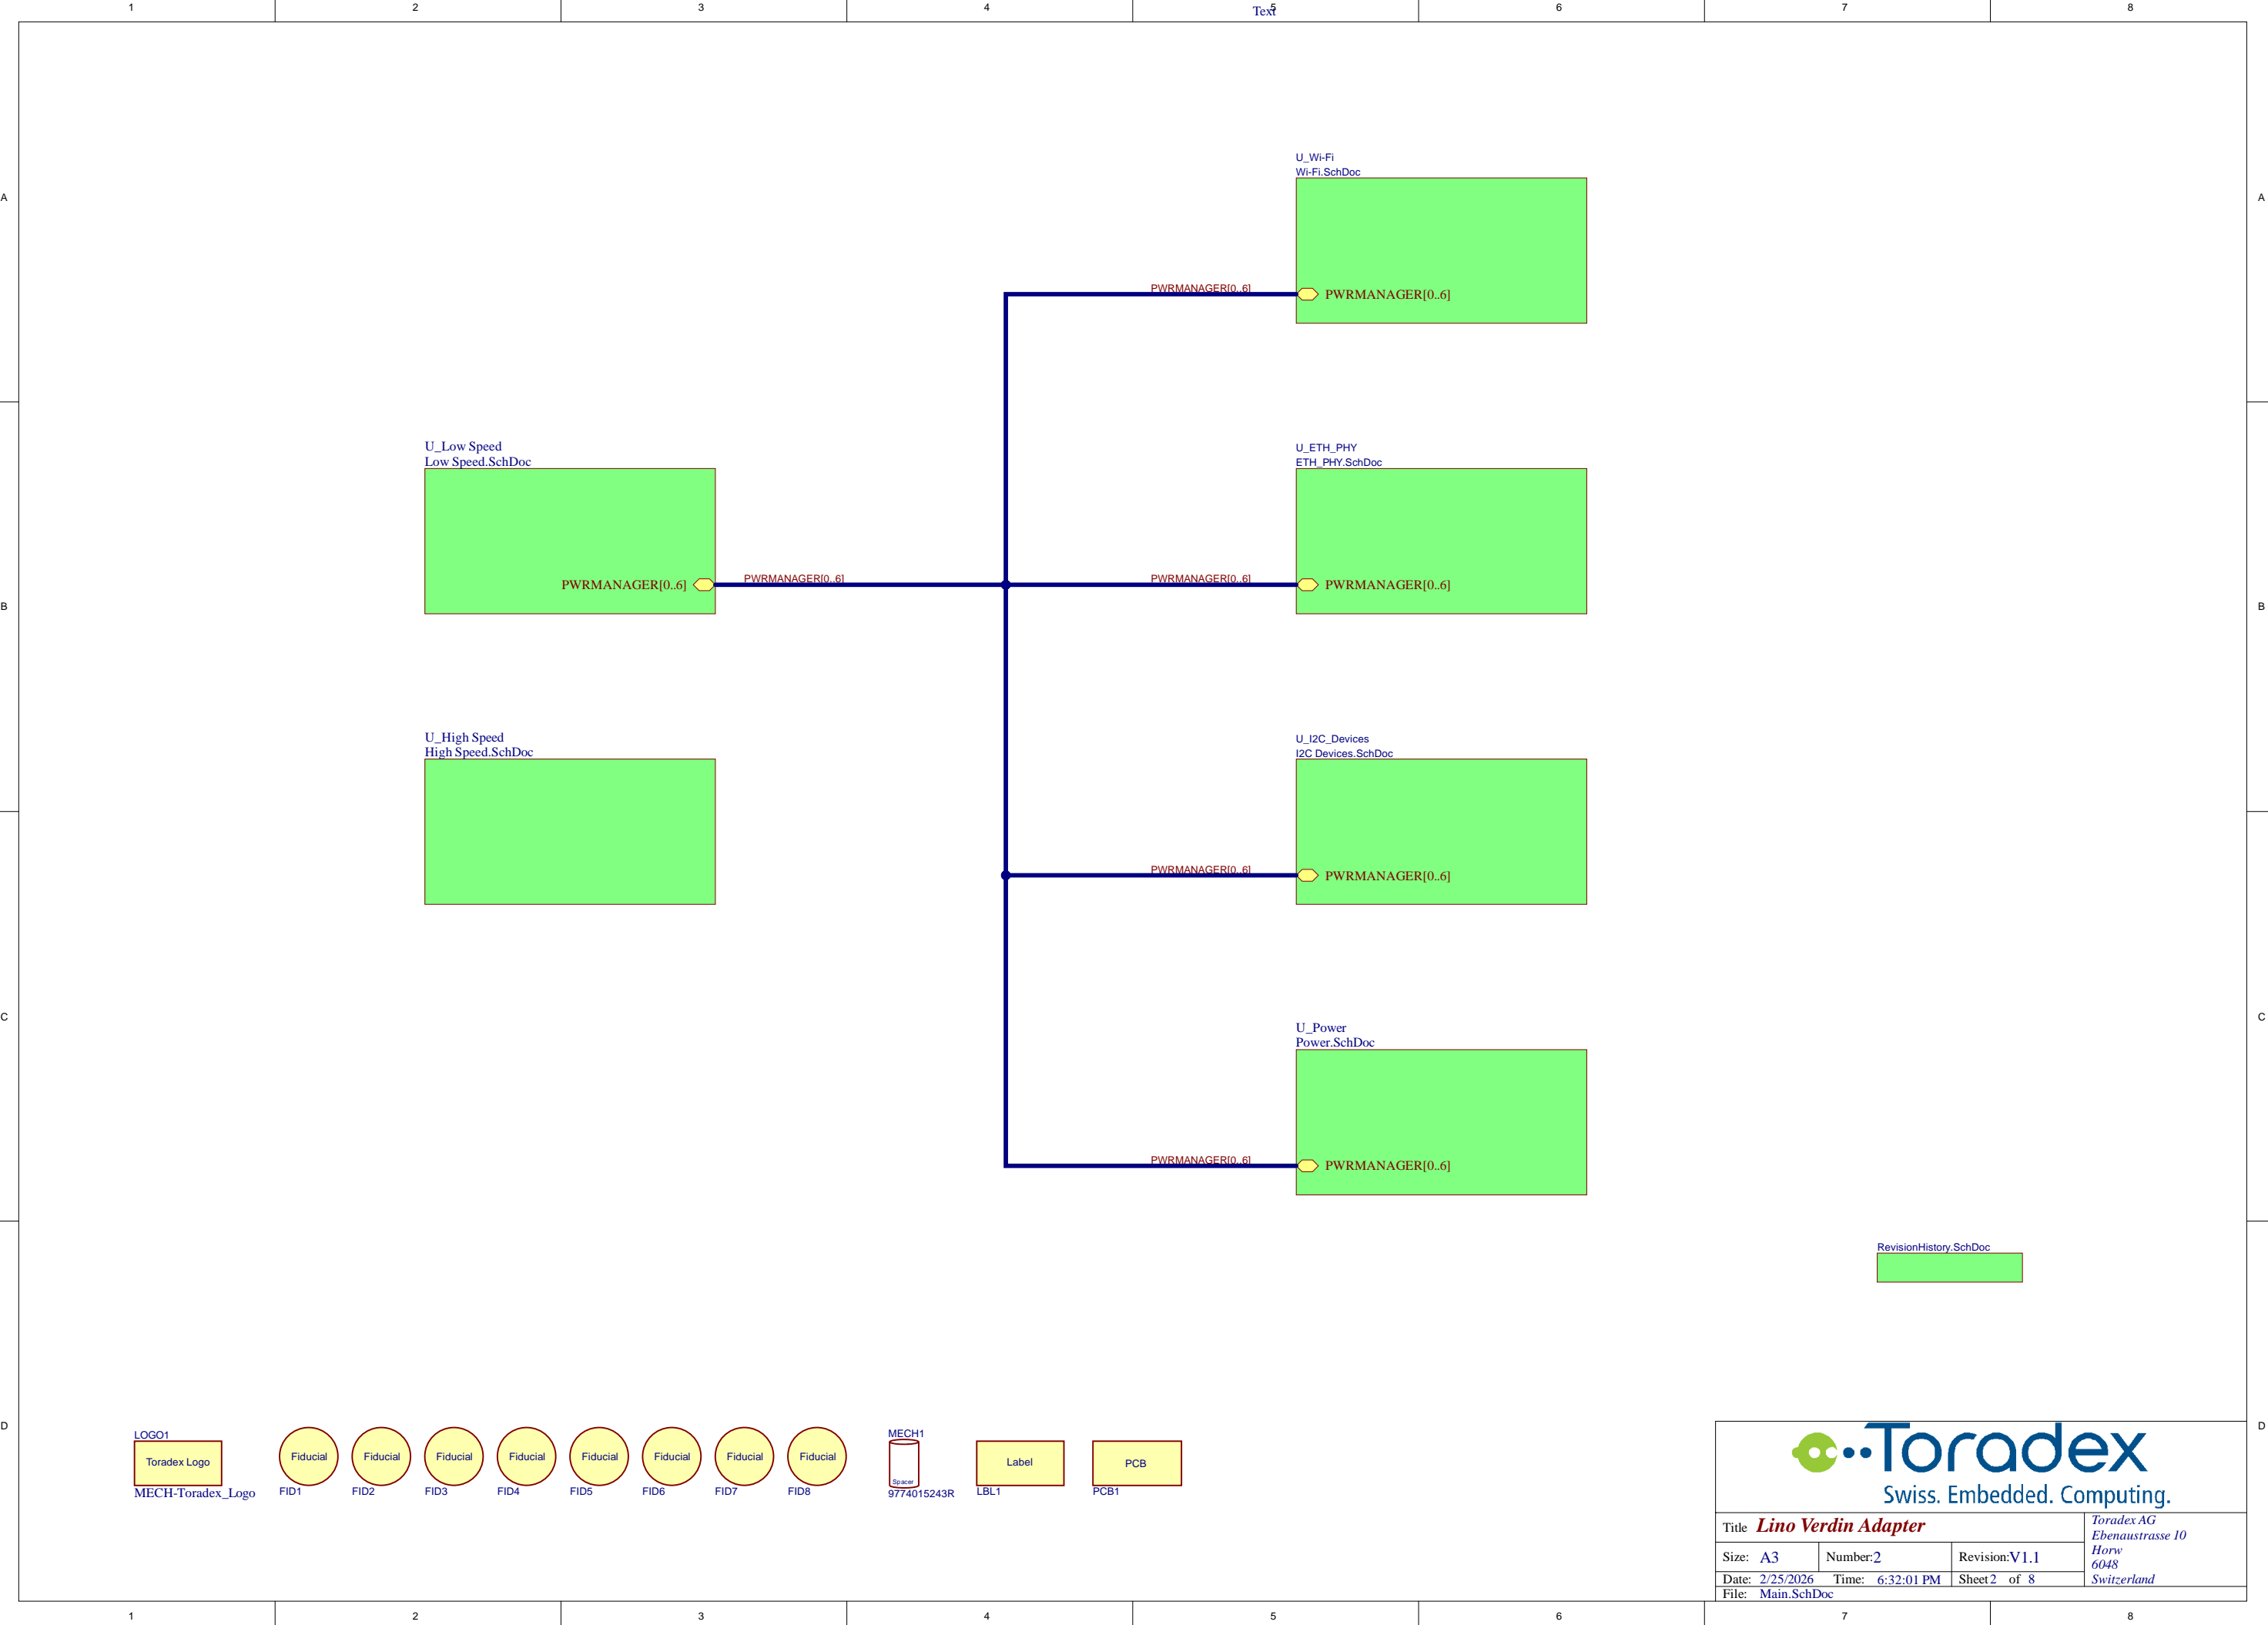 1 2 3 4 5 6 7 8
Text
A A
U_Wi-Fi
Wi-Fi.SchDoc
PWRMANAGER[0..6]
PWRMANAGER[0..6]
U_Low Speed
Low Speed.SchDoc
PWRMANAGER[0..6]
PWRMANAGER[0..6]
U_ETH_PHY
ETH_PHY.SchDoc
PWRMANAGER[0..6]
PWRMANAGER[0..6]
B B
U_High Speed
High Speed.SchDoc
U_I2C_Devices
I2C Devices.SchDoc
PWRMANAGER[0..6]
PWRMANAGER[0..6]
C C
U_Power
Power.SchDoc
PWRMANAGER[0..6]
PWRMANAGER[0..6]
RevisionHistory.SchDoc
D D
LOGO1
Toradex Logo
MECH-Toradex_Logo
Fiducial
FID1
Fiducial
FID2
Fiducial
FID3
Fiducial
FID4
Fiducial
FID5
Fiducial
FID6
Fiducial
FID7
Fiducial
FID8
MECH1
Spacer
9774015243R
Label
LBL1
PCB
PCB1
Toradex
Swiss. Embedded. Computing.
Title Lino Verdin Adapter
Size: A3 Number:2 Revision:V1.1
Date: 2/25/2026 Time: 6:32:01 PM Sheet 2 of 8
File: Main.SchDoc
Toradex AG
Ebenaustrasse 10
Horw
6048
Switzerland
1 2 3 4 5 6 7 8